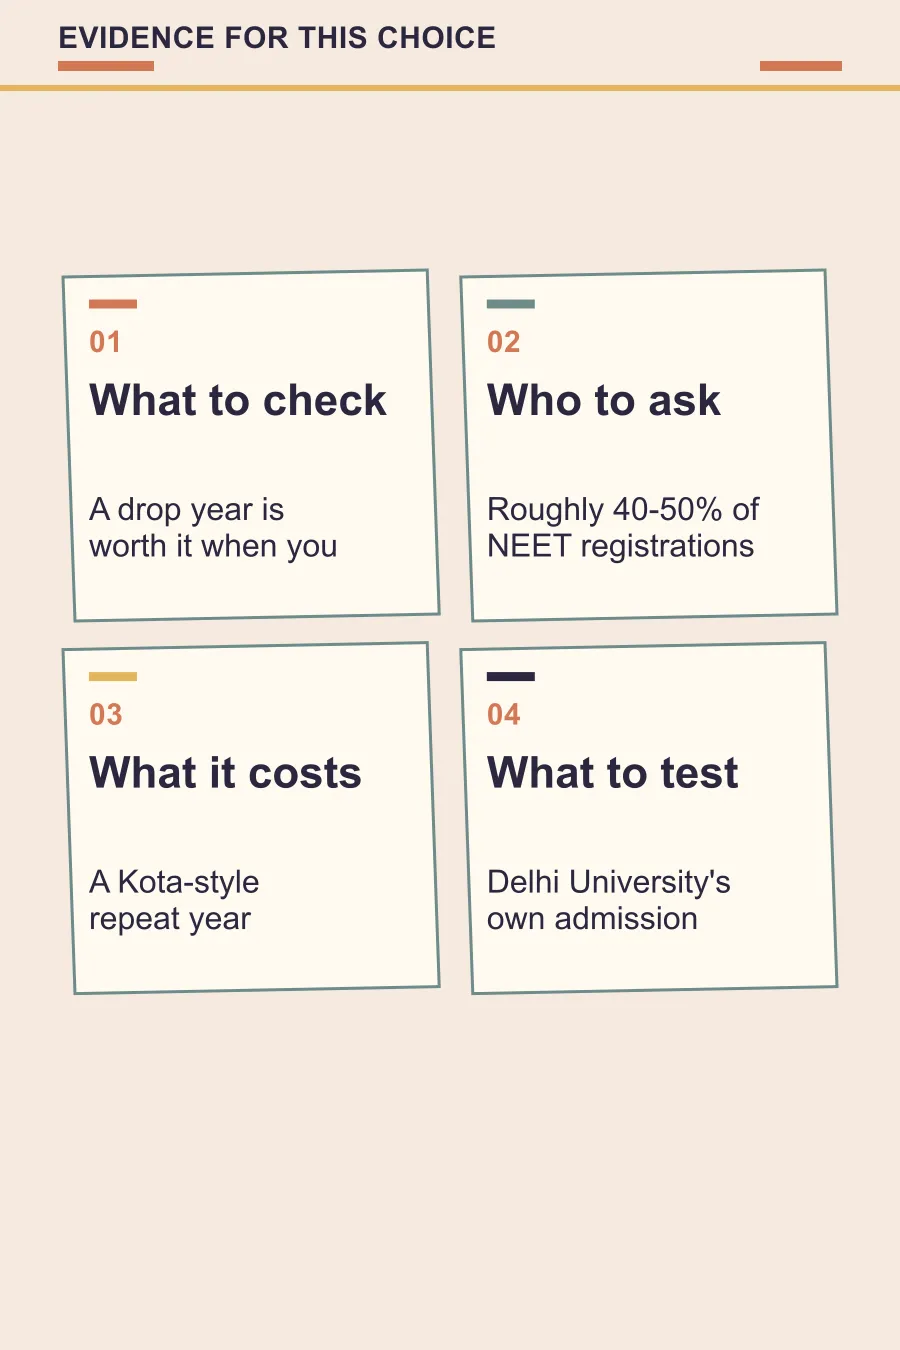 EVIDENCE FOR THIS CHOICE
01
What to check
A drop year is
worth it when you
02
Who to ask
Roughly 40-50% of
NEET registrations
03
What it costs
A Kota-style
repeat year
04
What to test
Delhi University's
own admission